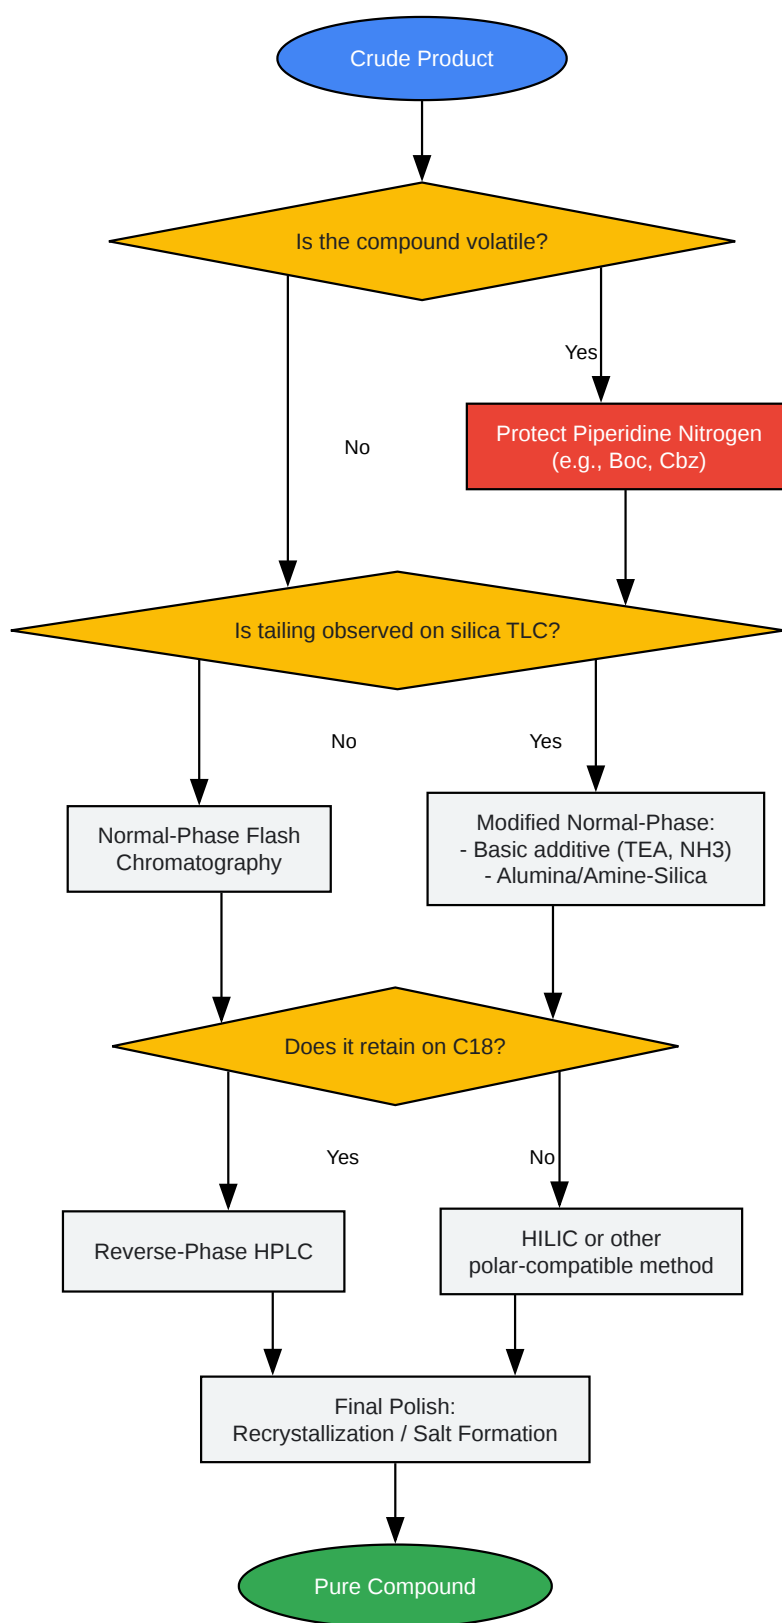 Crude Product
Is the compound volatile?
Yes
Protect Piperidine Nitrogen
(e.g., Boc, Cbz)
No
Is tailing observed on silica TLC?
No
Yes
Normal-Phase Flash
Chromatography
Modified Normal-Phase:
- Basic additive (TEA, NH3)
- Alumina/Amine-Silica
Does it retain on C18?
Yes
No
Reverse-Phase HPLC
HILIC or other
polar-compatible method
Final Polish:
Recrystallization / Salt Formation
Pure Compound